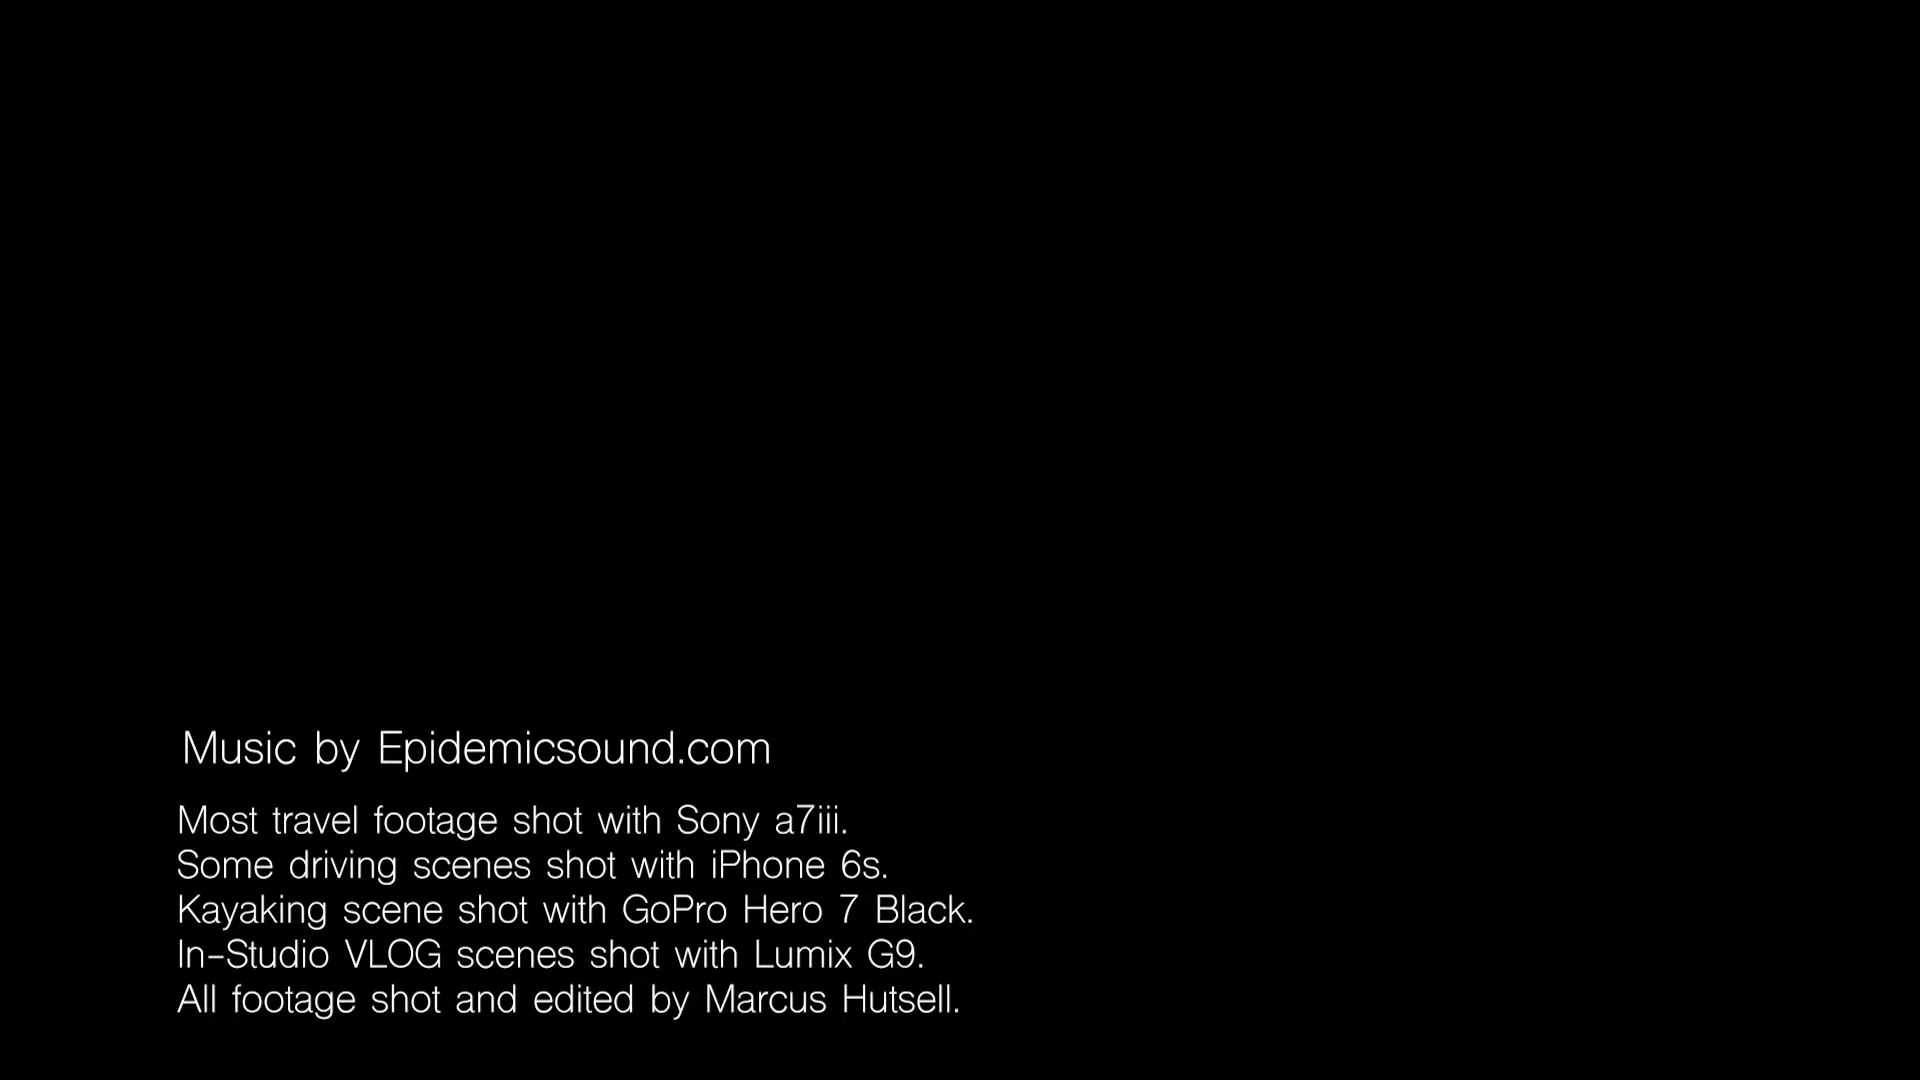 Music by Epidemicsound.com
Most travel footage shot with Sony a7iii.
Some driving scenes shot with iPhone 6s.
Kayaking scene shot with GoPro Hero 7 Black.
In-Studio VLOG scenes shot with Lumix G9.
All footage shot and edited by Marcus Hutsell.